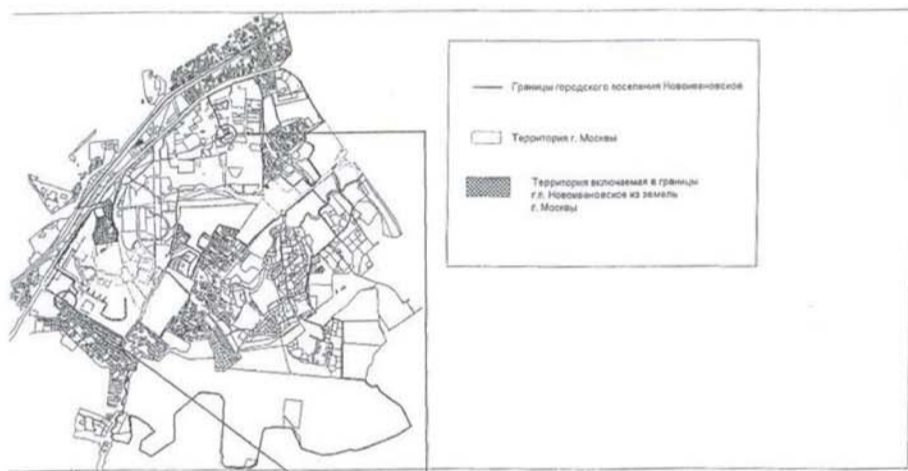 Границы городского поселения Новоивановское
Территория г. Москвы
Территория включаемая в границы
г.п. Новоивановское из земель
г. Москвы